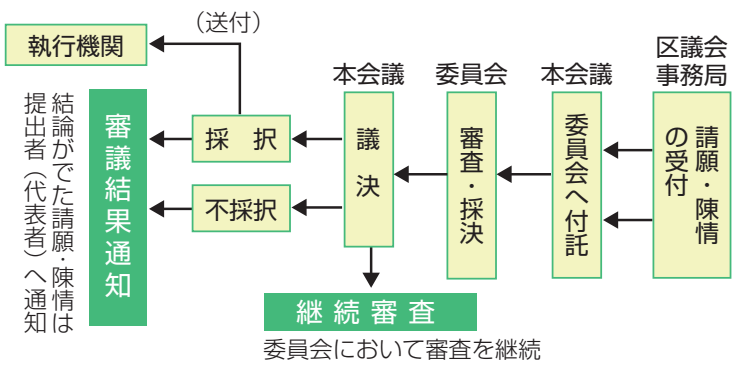 区議会
事務局
請願・陳情
の受付
本会議
委員会へ付託
委員会
審査・採決
本会議
議決
採択
(送付)
執行機関
不採択
審議結果通知
結論がでた請願・陳情は
提出者(代表者)へ通知
継続審査
委員会において審査を継続